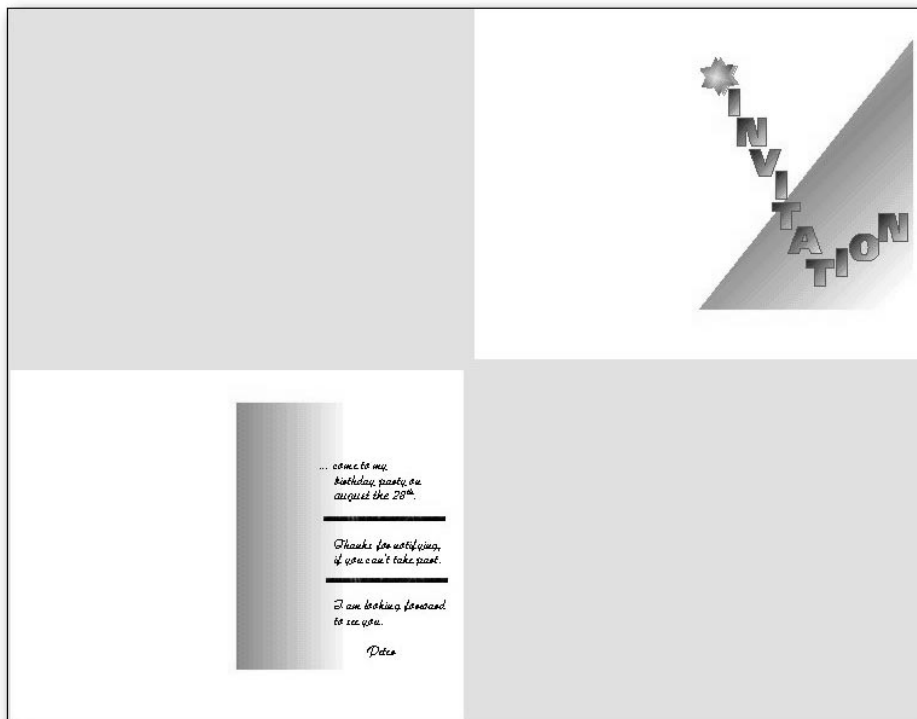 INVITATION
... come to my
birthday party on
august the 28th.
Thanks for notifying,
if you can't take part.
I am looking forward
to see you.
Peter